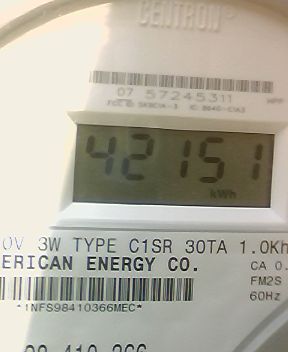 CENTRON®
07 57245311
42151
kWh
0V 3W TYPE C1SR 30TA 1.0Kh
ERICAN ENERGY CO.
CA 0.
FM2S
60Hz
*1NFS98410366MEC*